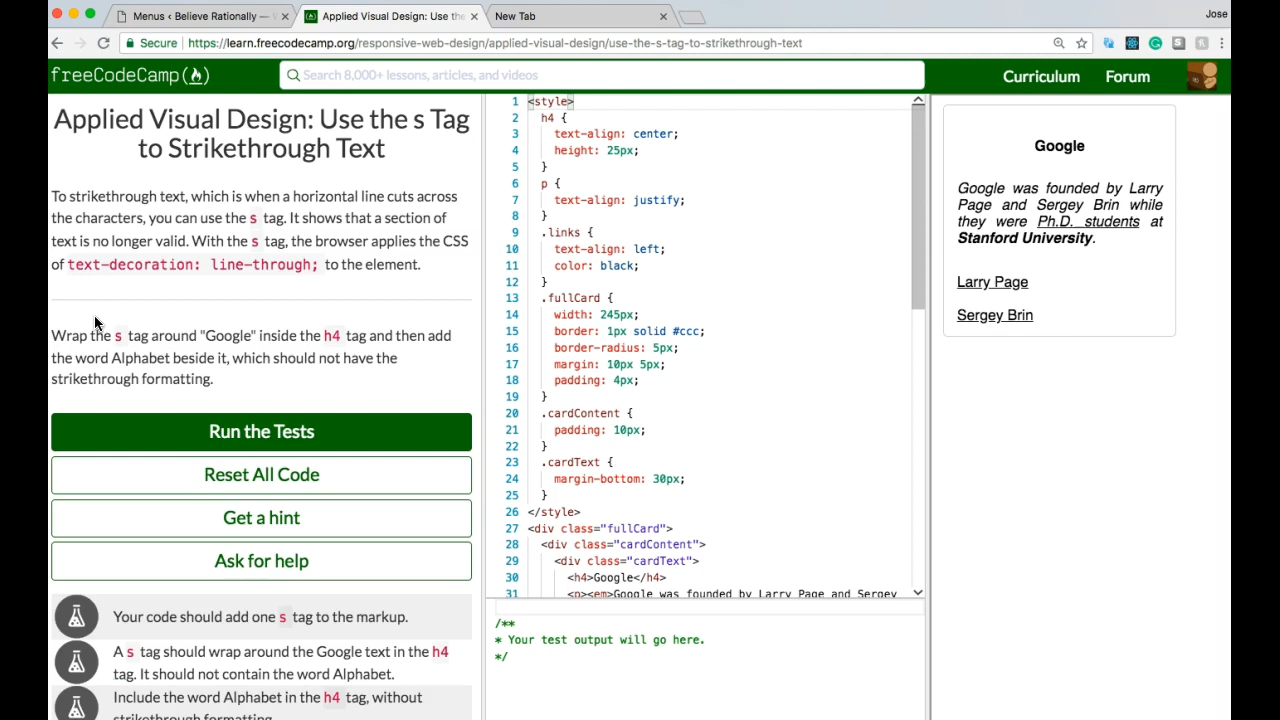 Menus ‹ Believe Rationally —
Applied Visual Design: Use the
New Tab
Jose
Secure
https://learn.freecodecamp.org/responsive-web-design/applied-visual-design/use-the-s-tag-to-strikethrough-text
freeCodeCamp
Search 8,000+ lessons, articles, and videos
Curriculum
Forum
Applied Visual Design: Use the s Tag
to Strikethrough Text
To strikethrough text, which is when a horizontal line cuts across
the characters, you can use the s tag. It shows that a section of
text is no longer valid. With the s tag, the browser applies the CSS
of text-decoration: line-through; to the element.
Wrap the s tag around "Google" inside the h4 tag and then add
the word Alphabet beside it, which should not have the
strikethrough formatting.
Run the Tests
Reset All Code
Get a hint
Ask for help
Your code should add one s tag to the markup.
A s tag should wrap around the Google text in the h4
tag. It should not contain the word Alphabet.
Include the word Alphabet in the h4 tag, without
strikethrough formatting.
1 <style>
2 h4 {
3 text-align: center;
4 height: 25px;
5 }
6 p {
7 text-align: justify;
8 }
9 .links {
10 text-align: left;
11 color: black;
12 }
13 .fullCard {
14 width: 245px;
15 border: 1px solid #ccc;
16 border-radius: 5px;
17 margin: 10px 5px;
18 padding: 4px;
19 }
20 .cardContent {
21 padding: 10px;
22 }
23 .cardText {
24 margin-bottom: 30px;
25 }
26 </style>
27 <div class="fullCard">
28 <div class="cardContent">
29 <div class="cardText">
30 <h4>Google</h4>
31 <p><em>Google was founded by Larry Page and Sergey
/**
* Your test output will go here.
*/
Google
Google was founded by Larry
Page and Sergey Brin while
they were Ph.D. students at
Stanford University.
Larry Page
Sergey Brin